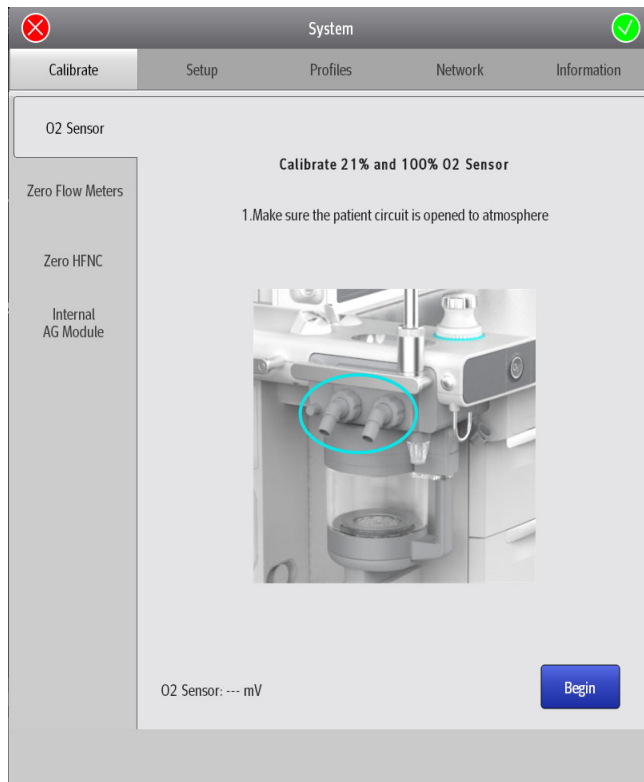 System
Calibrate
Setup
Profiles
Network
Information
O2 Sensor
Zero Flow Meters
Zero HFNC
Internal
AG Module
Calibrate 21% and 100% O2 Sensor
1.Make sure the patient circuit is opened to atmosphere
O2 Sensor: --- mV
Begin